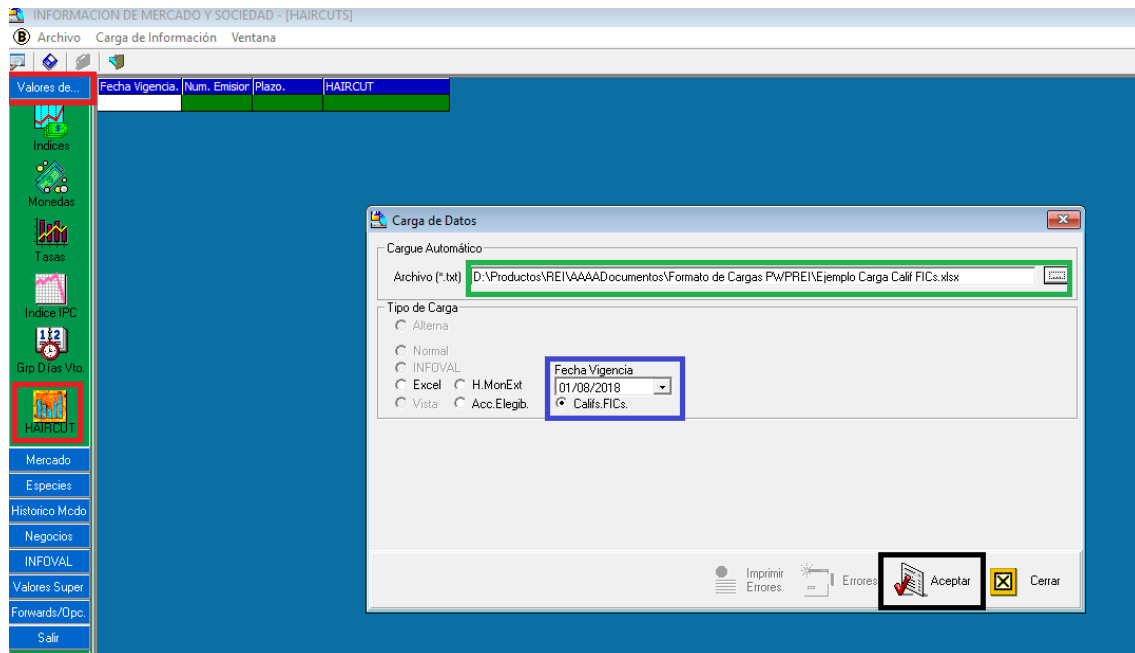 INFORMACION DE MERCADO Y SOCIEDAD - [HAIRCUTS]
B Archivo Carga de Información Ventana
Valores de...
Fecha Vigencia. Num. Emision Plazo. HAIRCUT
Indices
Monedas
Tasas
Indice IPC
Grp Días Vto.
HAIRCUT
Mercado
Especies
Historico Mcdo
Negocios
INFOVAL
Valores Super
Forwards/Opc.
Salir
Carga de Datos
Cargue Automático
Archivo (*.txt) D:\Productos\REI\AAAADocumentos\Formato de Cargas PWPREI\Ejemplo Carga Calif FICs.xlsx ....
Tipo de Carga
Alterna
Normal
INFOVAL
Fecha Vigencia
Excel H.MonExt 01/08/2018
Vista Acc.Elegib. Califs.FICs.
Imprimir
Errores
Errores
Aceptar
Cerrar